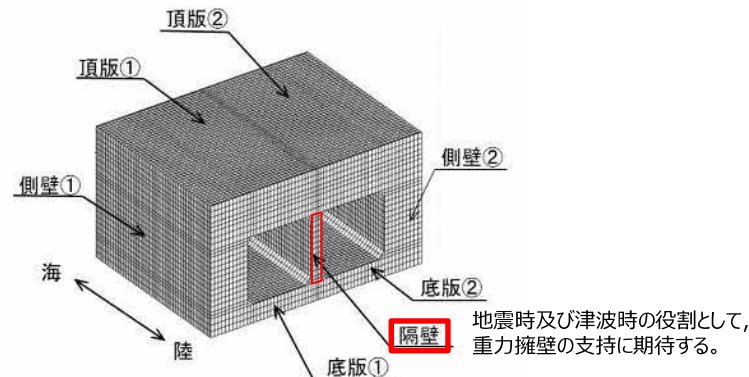 頂版②
頂版①
側壁②
側壁①
海
陸
底版②
隔壁
底版①
地震時及び津波時の役割として,
重力擁壁の支持に期待する。